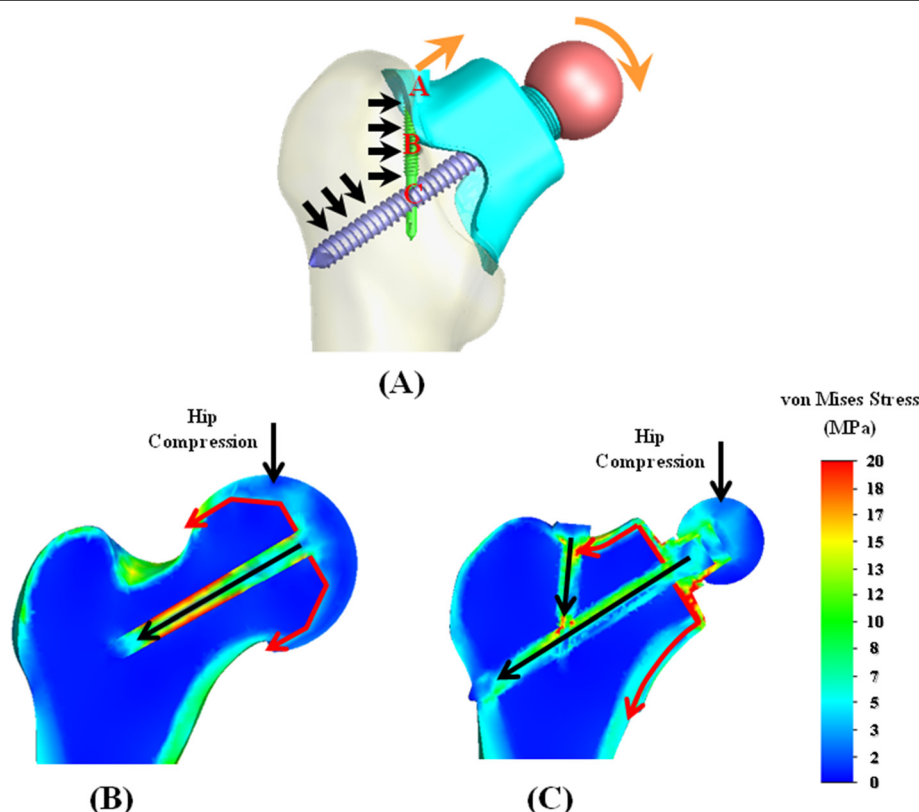 A
B
C
(A)
Hip
Compression
Hip
Compression
von Mises Stress
(MPa)
20
18
17
15
13
12
10
8
7
5
3
2
0
(B)
(C)